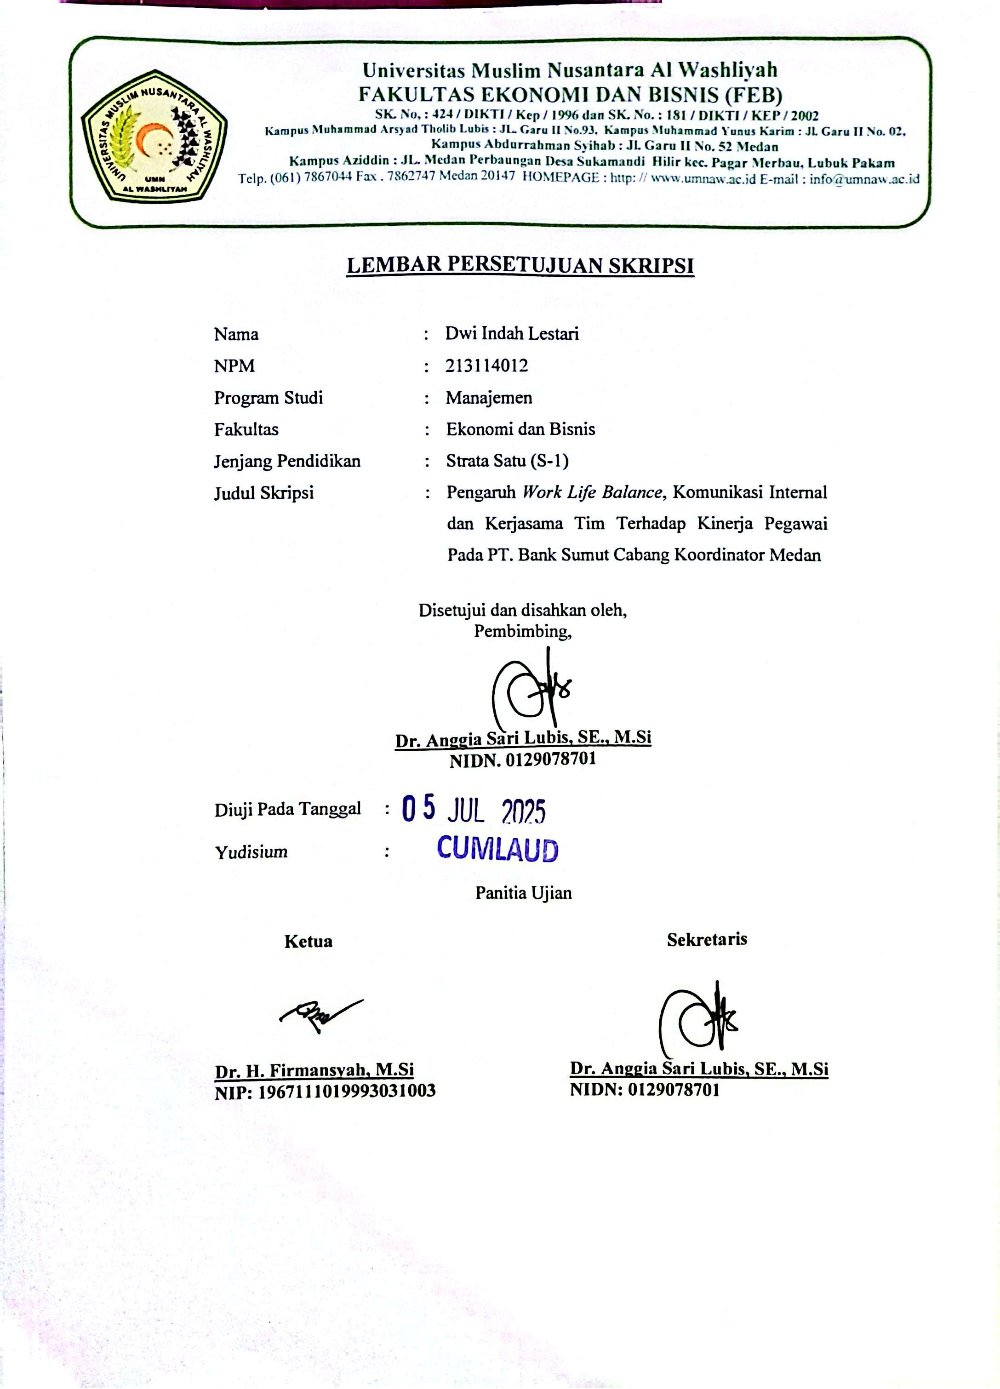 Universitas Muslim Nusantara Al Washliyah
FAKULTAS EKONOMI DAN BISNIS (FEB)
SK. No. : 424 / DIKTI / Kep / 1996 dan SK. No. : 181 / DIKTI / KEP / 2002
Kampus Muhammad Arsyad Tholib Lubis : JL. Garu II No.93, Kampus Muhammad Yunus Karim : JL Garu II No. 02,
Kampus Abdurrahman Syihab : JL. Garu II No. 52 Medan
Kampus Aziddin : JL. Medan Perbaungan Desa Sukamandi Hilir kec. Pagar Merbau, Lubuk Pakam
Telp. (061) 7867044 Fax . 7862747 Medan 20147 HOMEPAGE : http: // www.umnaw.ac.id E-mail : info@umnaw.ac.id
UNIVERSITAS MUSLIM NUSANTARA AL WASHLIYAH
UMN
AL WASHLIYAH
LEMBAR PERSETUJUAN SKRIPSI
Nama : Dwi Indah Lestari
NPM : 213114012
Program Studi : Manajemen
Fakultas : Ekonomi dan Bisnis
Jenjang Pendidikan : Strata Satu (S-1)
Judul Skripsi : Pengaruh Work Life Balance, Komunikasi Internal
dan Kerjasama Tim Terhadap Kinerja Pegawai
Pada PT. Bank Sumut Cabang Koordinator Medan
Disetujui dan disahkan oleh,
Pembimbing,
Dr. Anggia Sari Lubis, SE., M.Si
NIDN. 0129078701
Diuji Pada Tanggal : 05 JUL 2025
Yudisium : CUMLAUD
Panitia Ujian
Ketua Sekretaris
Dr. H. Firmansyah, M.Si Dr. Anggia Sari Lubis, SE., M.Si
NIP: 1967111019993031003 NIDN: 0129078701